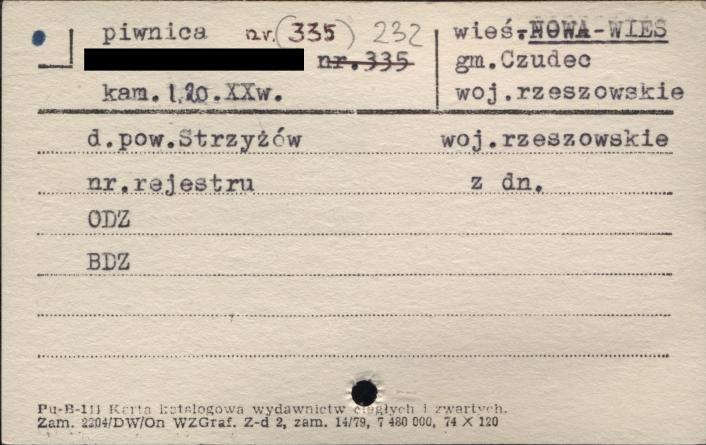 piwnica nr. (335) 232 wieś.NOWA-WIES
nr.335 gm.Czudec
kam. 1.20.XXw. woj.rzeszowskie
d.pow.Strzyżów woj.rzeszowskie
nr.rejestru z dn.
ODZ
BDZ
Pu-B-111 Karta katalogowa wydawnictw ciągłych i zwartych.
Zam. 2204/DW/On WZGraf. Z-d 2, zam. 14/79, 7 480 000, 74 X 120